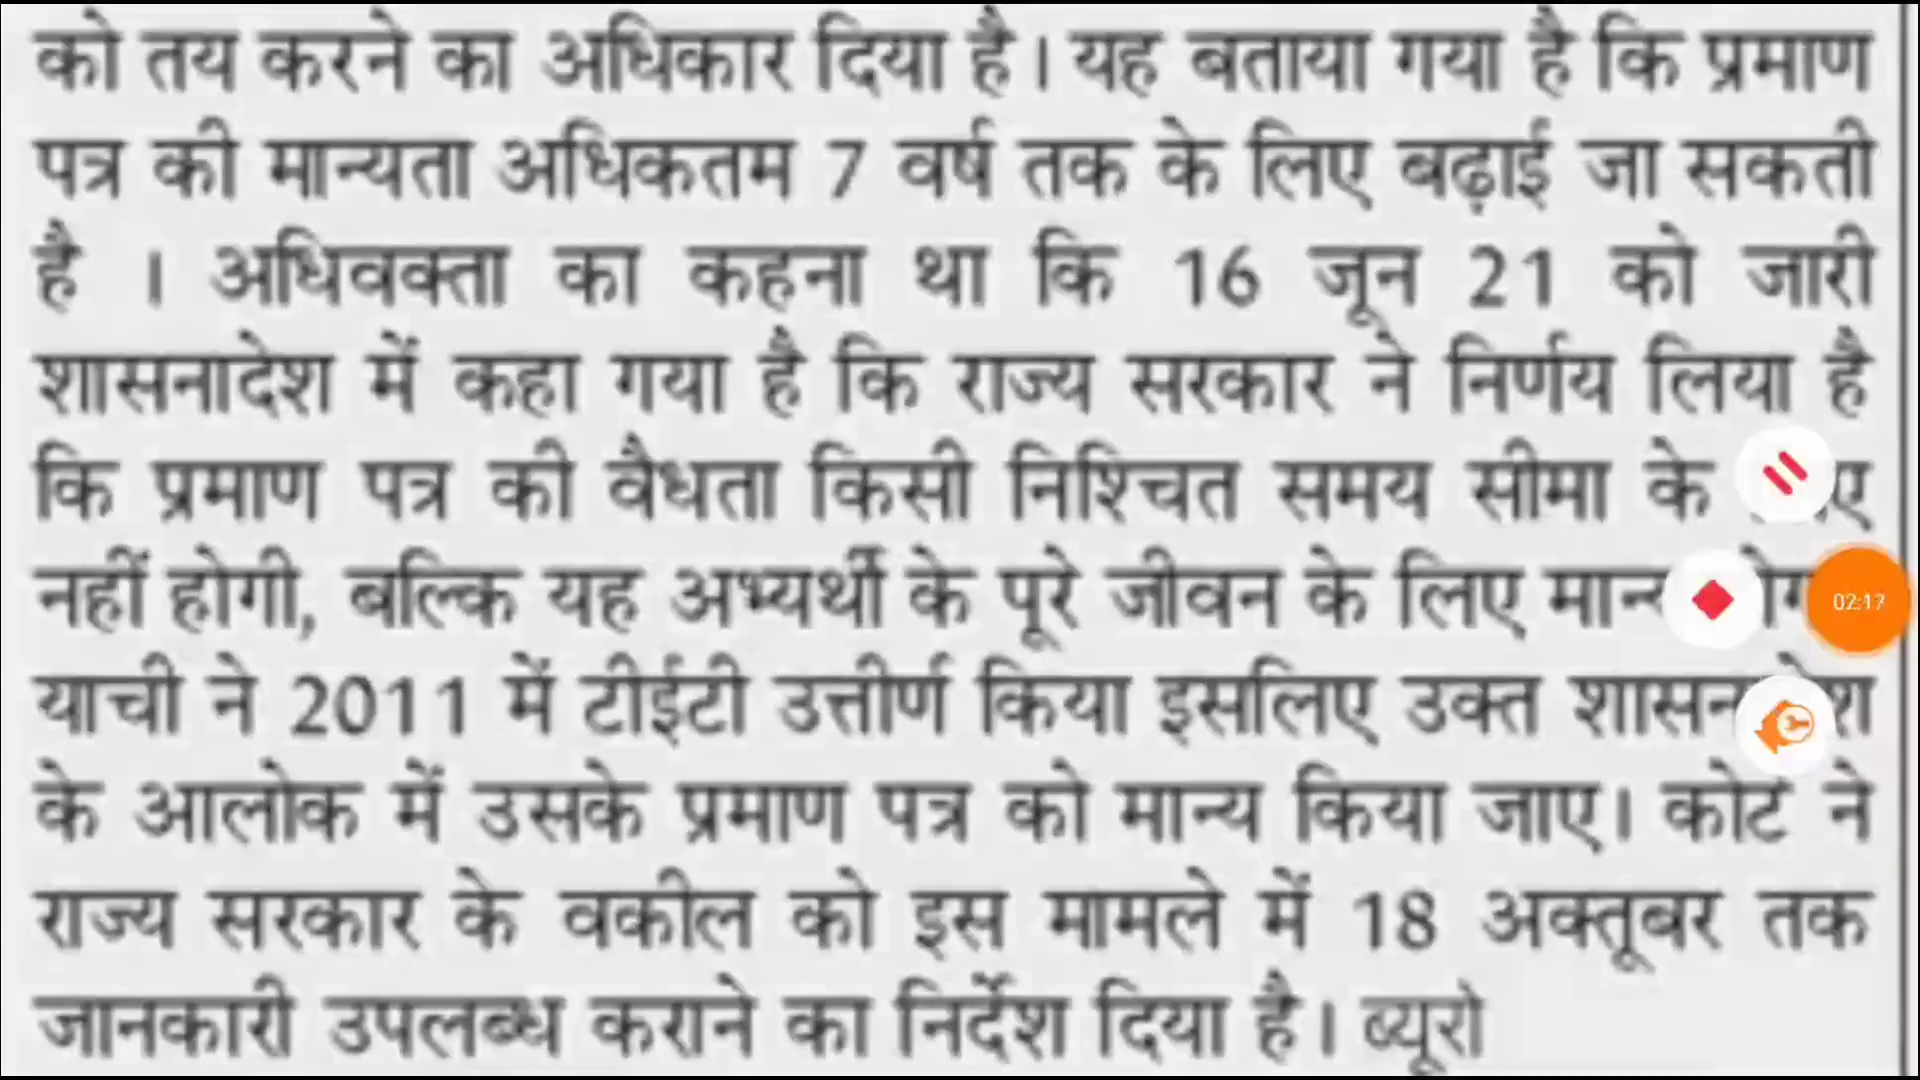 को तय करने का अधिकार दिया है। यह बताया गया है कि प्रमाण
पत्र की मान्यता अधिकतम 7 वर्ष तक के लिए बढ़ाई जा सकती
है । अधिवक्ता का कहना था कि 16 जून 21 को जारी
शासनादेश में कहा गया है कि राज्य सरकार ने निर्णय लिया है
कि प्रमाण पत्र की वैधता किसी निश्चित समय सीमा के
नहीं होगी, बल्कि यह अभ्यर्थी के पूरे जीवन के लिए
02:17
याची ने 2011 में टीईटी उत्तीर्ण किया इसलिए उक्त
के आलोक में उसके प्रमाण पत्र को मान्य किया जाए। कोर्ट ने
राज्य सरकार के वकील को इस मामले में 18 अक्तूबर तक
जानकारी उपलब्ध कराने का निर्देश दिया है। ब्यूरो